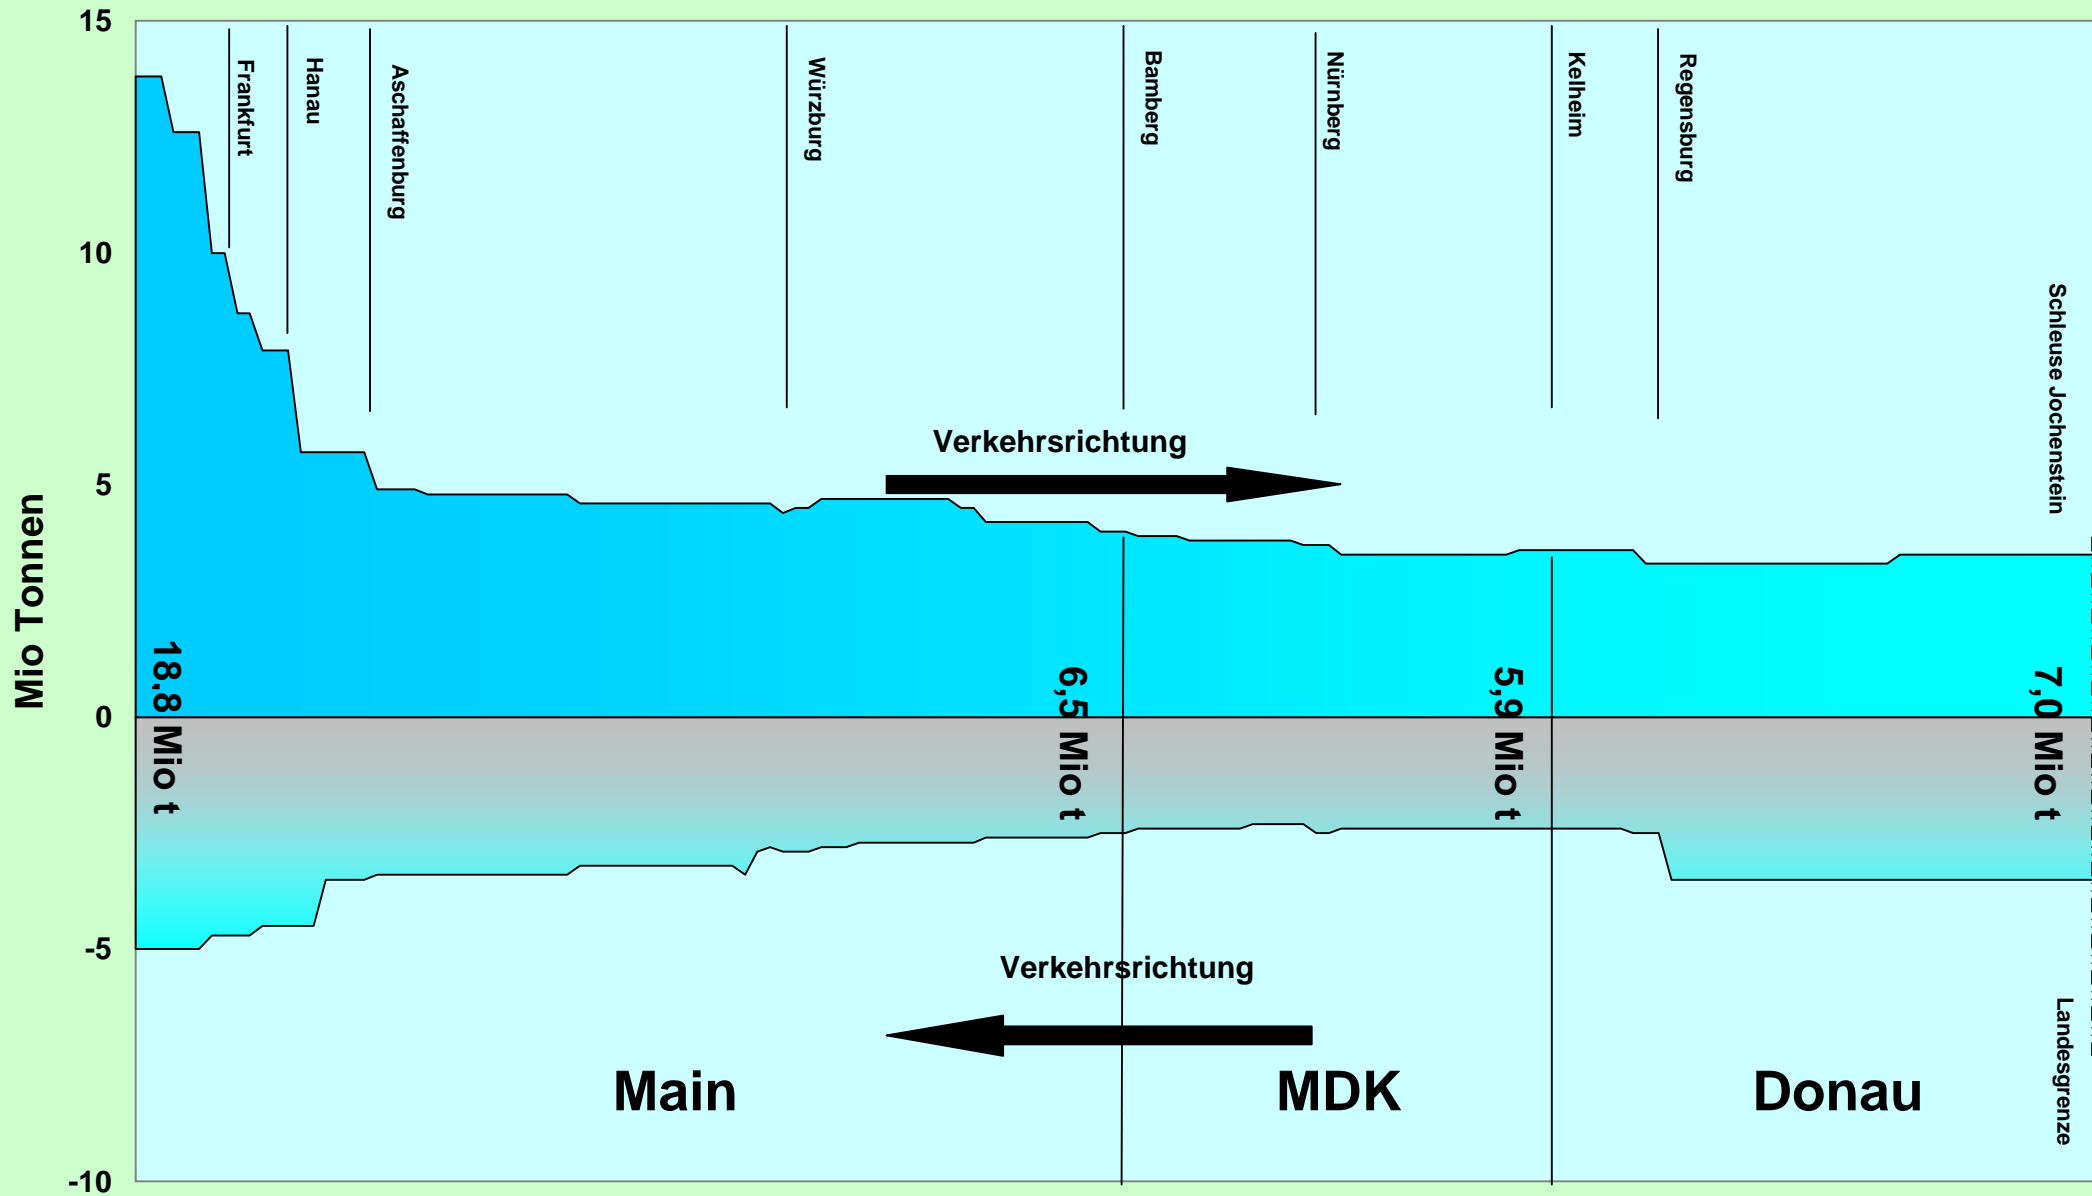 15
10
5
0
-5
-10
Mio Tonnen
Frankfurt
Hanau
Aschaffenburg
Würzburg
Bamberg
Nürnberg
Kelheim
Regensburg
Schleuse Jochenstein
Verkehrsrichtung
18,8 Mio t
6,5 Mio t
5,9 Mio t
7,0 Mio t
Verkehrsrichtung
Landesgrenze
Main
MDK
Donau